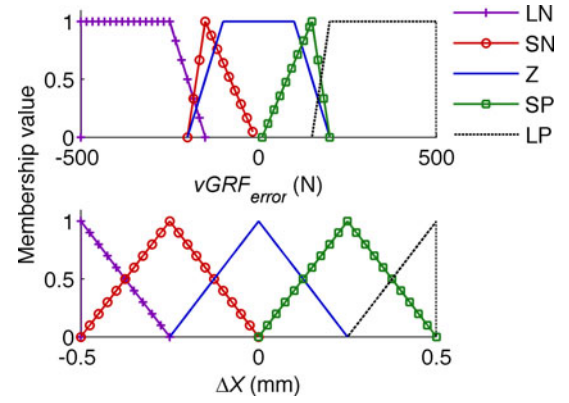 1
0.5
0
-500
0
500
vGRF_error (N)
LN
SN
Z
SP
LP
Membership value
1
0.5
0
-0.5
0
0.5
ΔX (mm)